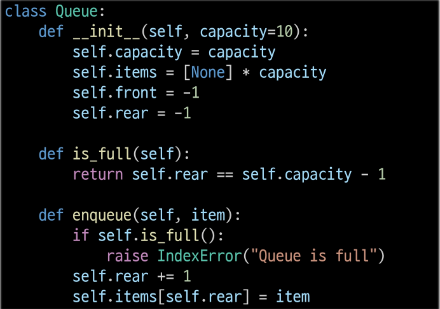 class Queue:
    def __init__(self, capacity=10):
        self.capacity = capacity
        self.items = [None] * capacity
        self.front = -1
        self.rear = -1

    def is_full(self):
        return self.rear == self.capacity - 1

    def enqueue(self, item):
        if self.is_full():
            raise IndexError("Queue is full")
        self.rear += 1
        self.items[self.rear] = item